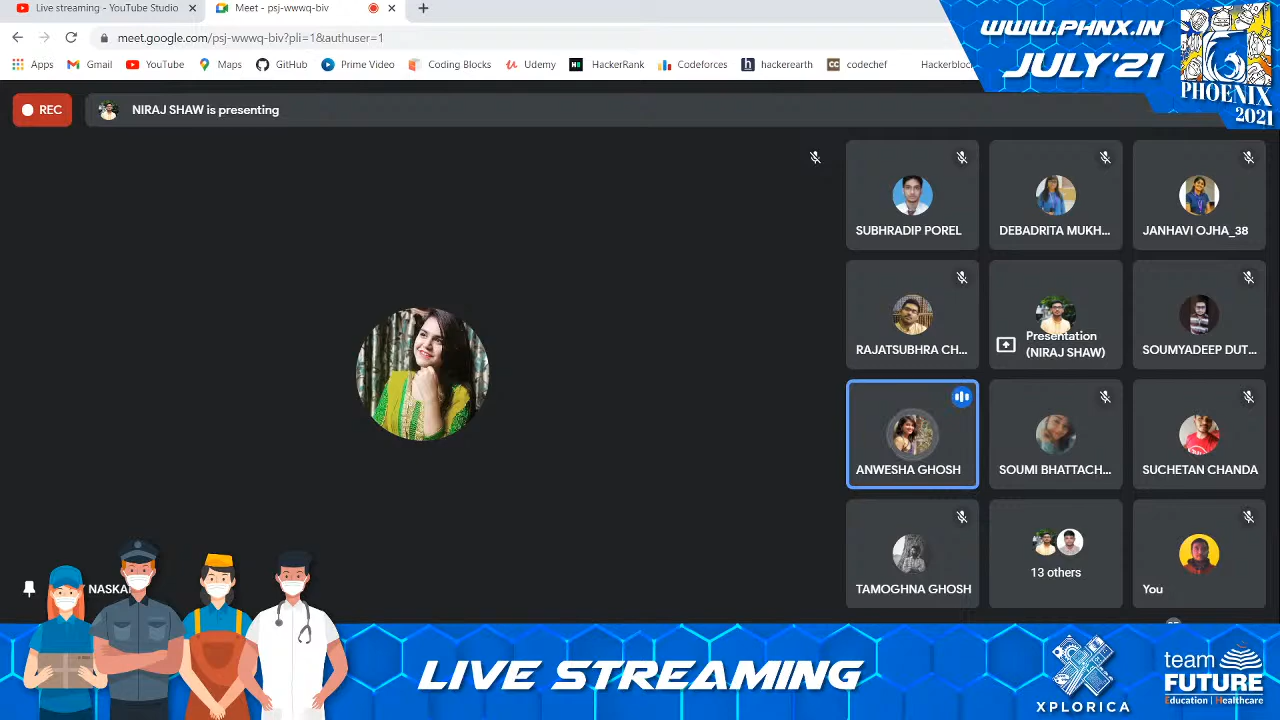 Live streaming - YouTube Studio
Meet - psj-wwwq-biv
meet.google.com/psj-wwwq-biv?pli=1&authuser=1
Apps Gmail YouTube Maps GitHub Prime Video Coding Blocks Udemy HackerRank Codeforces hackerearth codechef Hackerbloc
WWW.PHNX.IN
JULY'21
PHOENIX
2021
REC
NIRAJ SHAW is presenting
SUBHRADIP POREL
DEBADRITA MUKH...
JANHAVI OJHA_38
RAJATSUBHRA CH...
Presentation
(NIRAJ SHAW)
SOUMYADEEP DUT...
ANWESHA GHOSH
SOUMI BHATTACH...
SUCHETAN CHANDA
TAMOGHNA GHOSH
13 others
You
NASKA
LIVE STREAMING
XPLORICA
team
FUTURE
Education | Healthcare